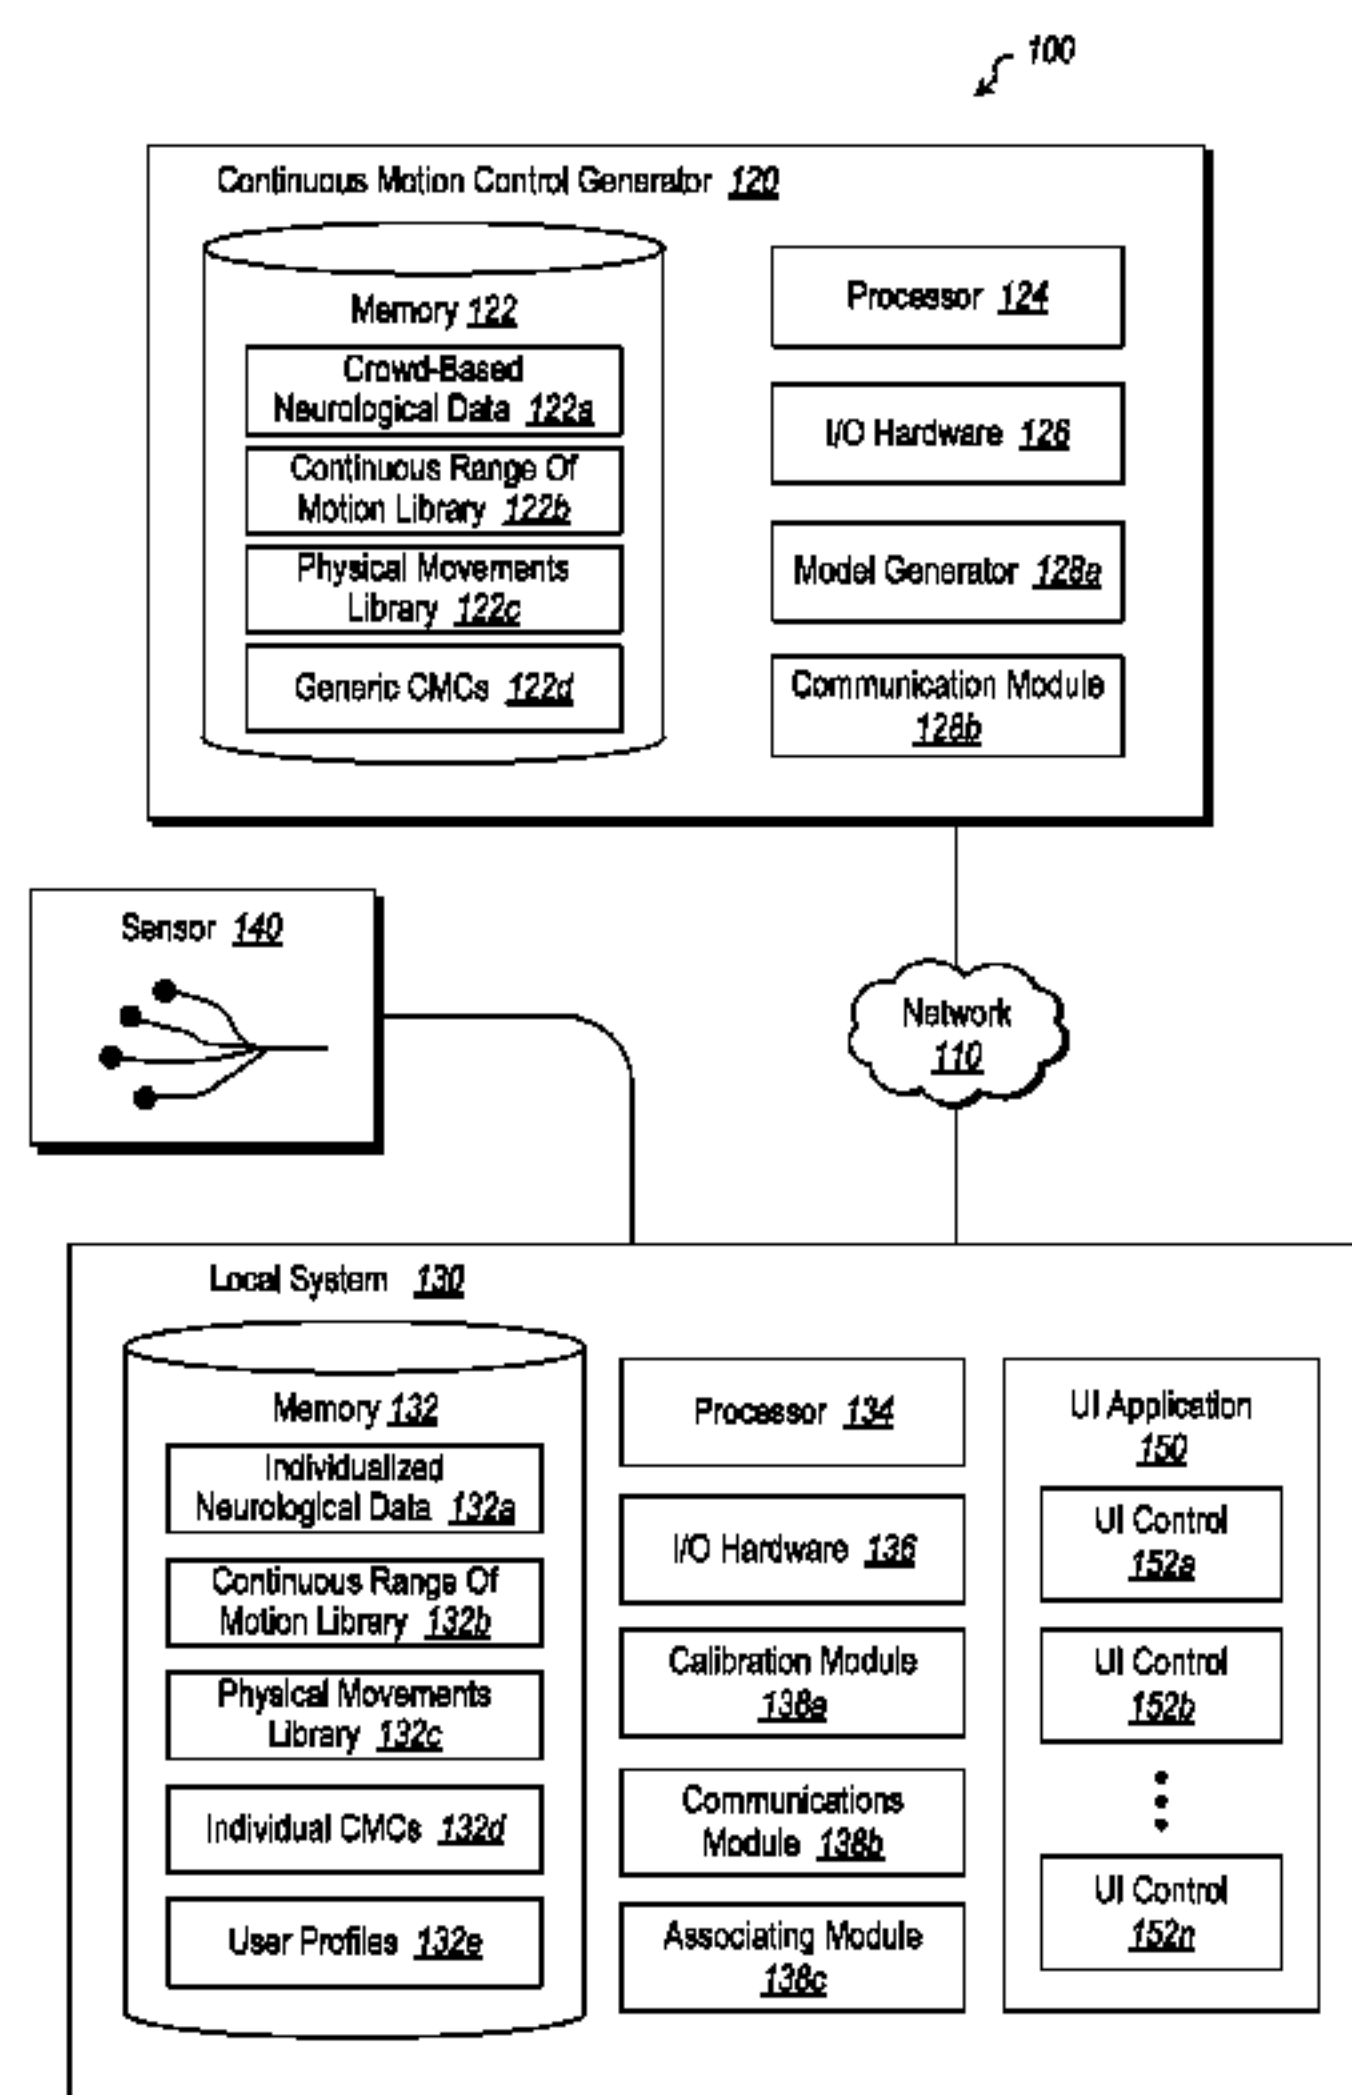 100
Continuous Motion Control Generator 120
Memory 122
Crowd-Based
Neurological Data 122a
Continuous Range Of
Motion Library 122b
Physical Movements
Library 122c
Generic CMCs 122d
Processor 124
I/O Hardware 126
Model Generator 128a
Communication Module
128b
Sensor 140
Network
110
Local System 130
Memory 132
Individualized
Neurological Data 132a
Continuous Range Of
Motion Library 132b
Physical Movements
Library 132c
Individual CMCs 132d
User Profiles 132e
Processor 134
I/O Hardware 136
Calibration Module
138a
Communications
Module 138b
Associating Module
138c
UI Application
150
UI Control
152a
UI Control
152b
UI Control
152n